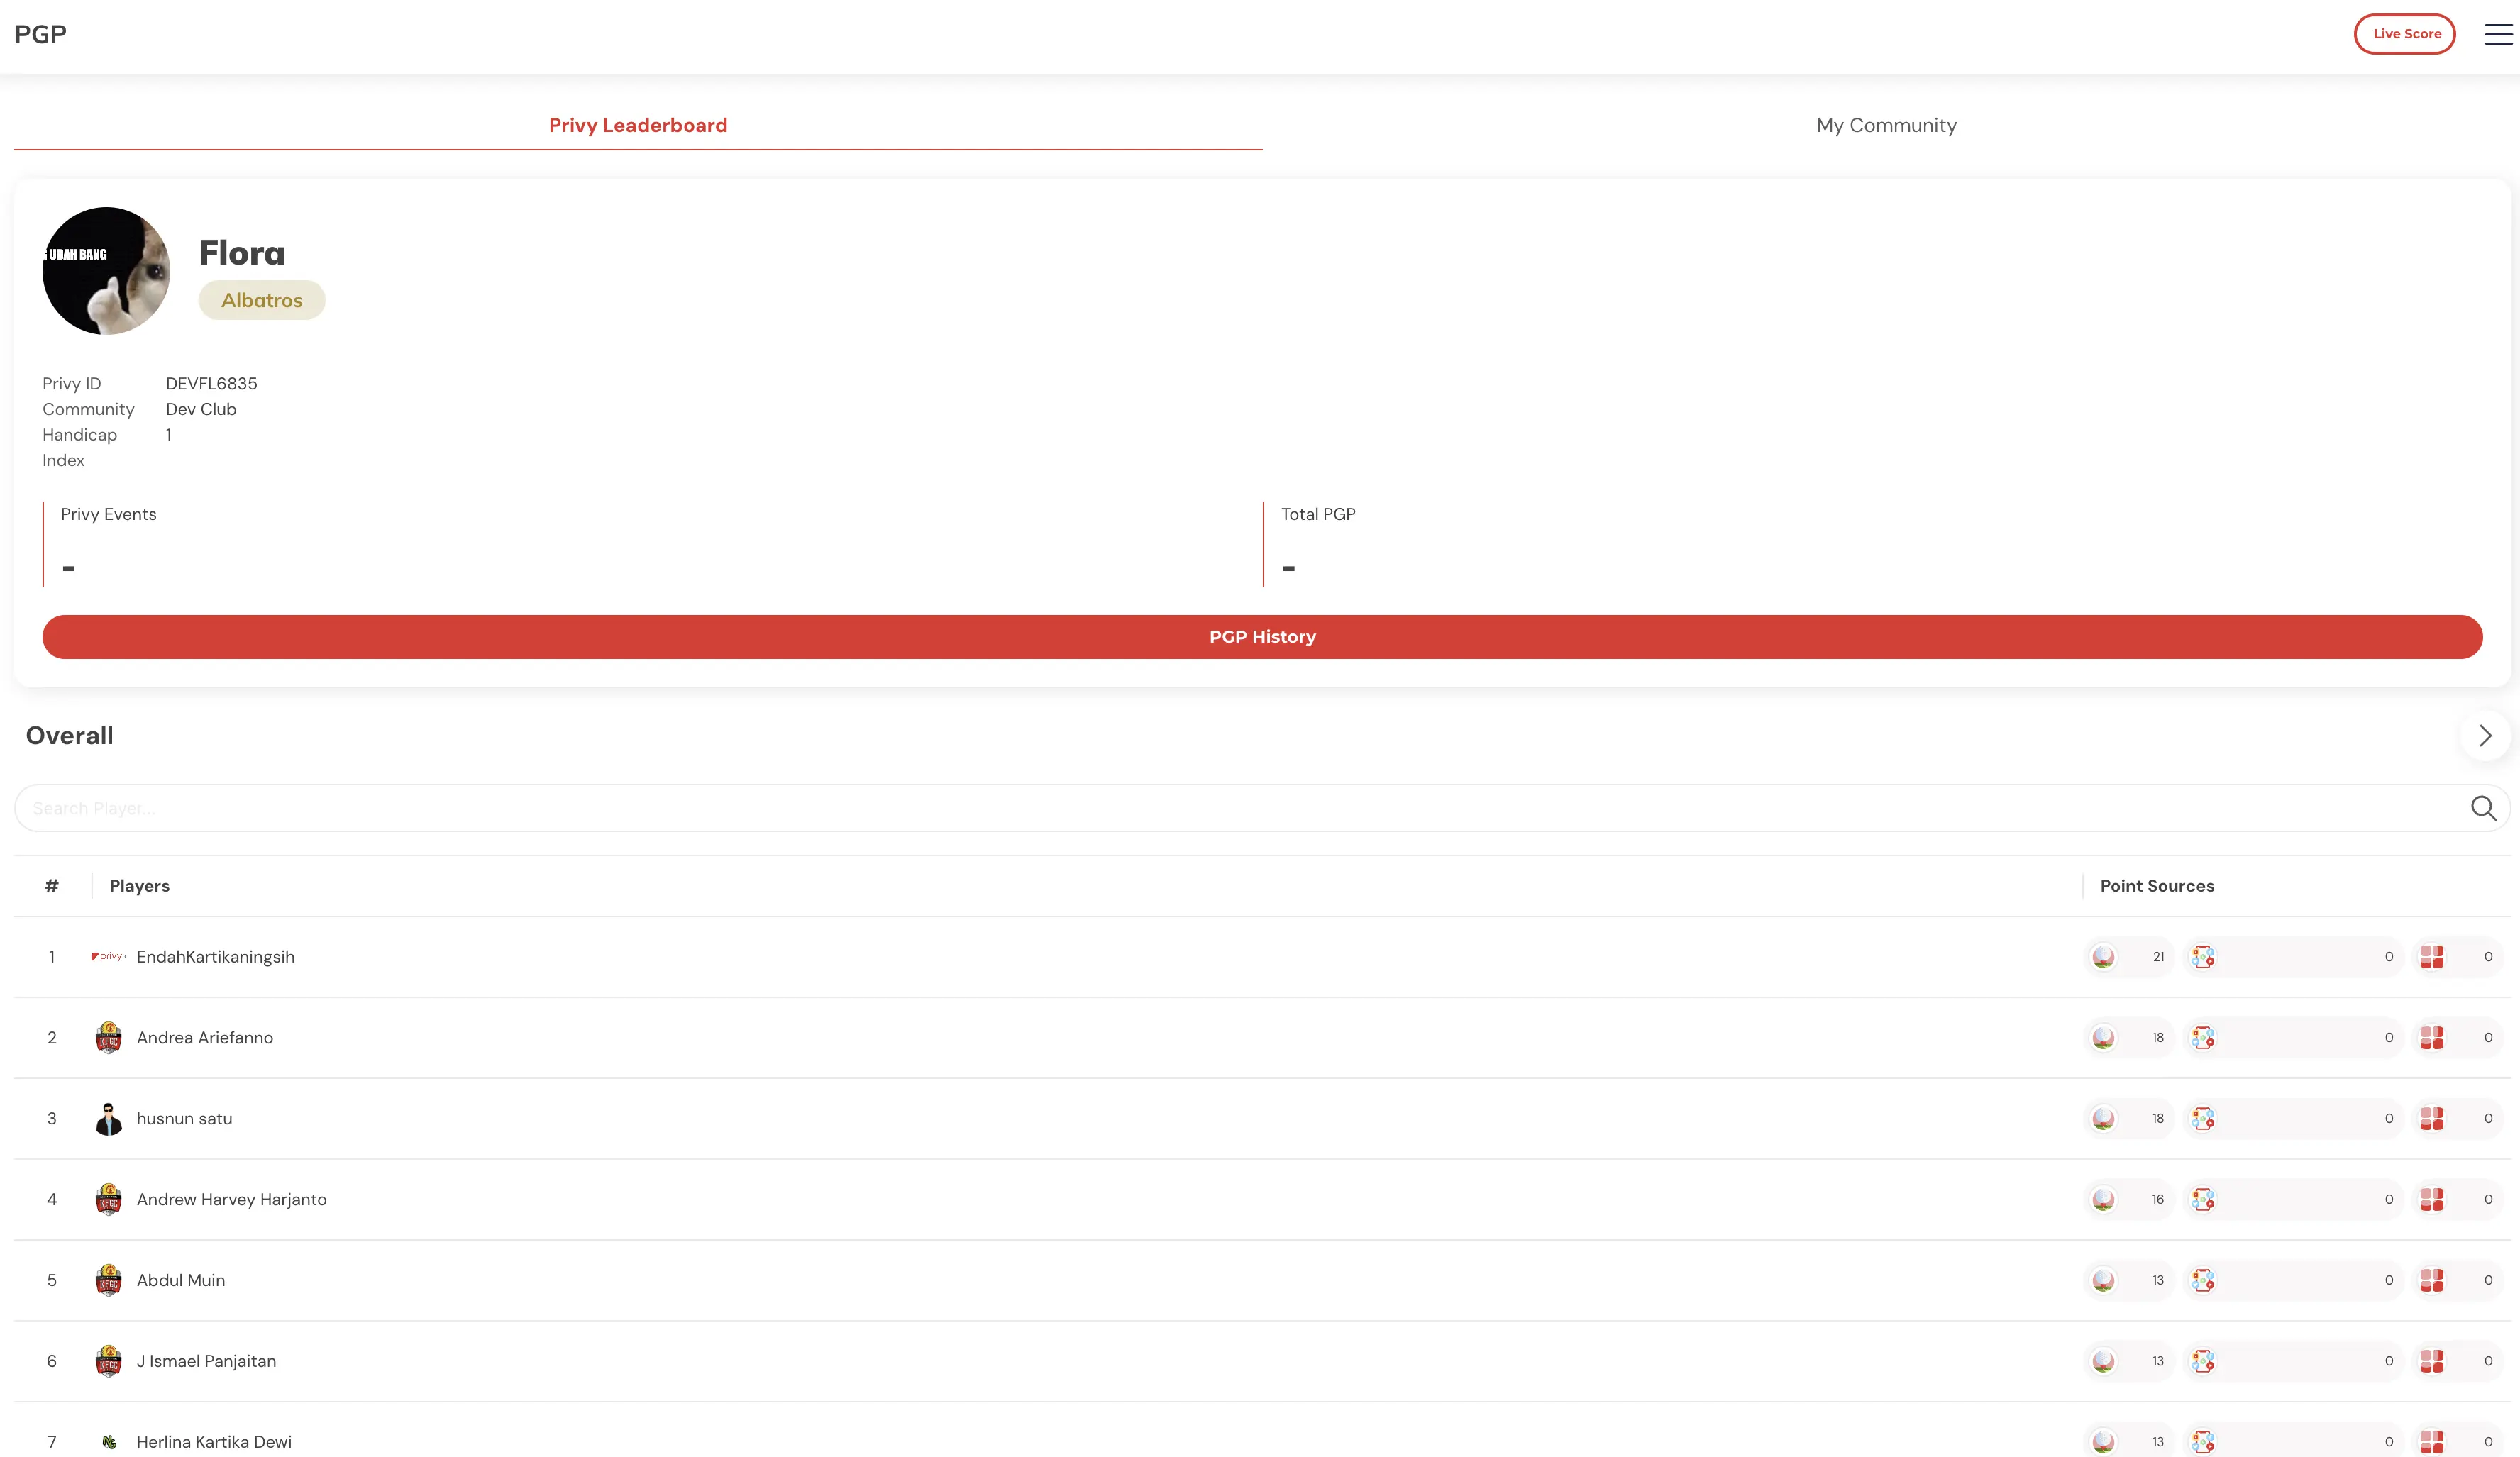 PGP
Live Score
Privy Leaderboard
My Community
UDAH BANG
Flora
Albatros
Privy ID DEVFL6835
Community Dev Club
Handicap 1
Index
Privy Events
-
Total PGP
-
PGP History
Overall
Search Player...
# Players Point Sources
1 privyid EndahKartikaningsih 21 0 0
2 KFGC Andrea Ariefanno 18 0 0
3 husnun satu 18 0 0
4 KFGC Andrew Harvey Harjanto 16 0 0
5 KFGC Abdul Muin 13 0 0
6 KFGC J Ismael Panjaitan 13 0 0
7 Herlina Kartika Dewi 13 0 0